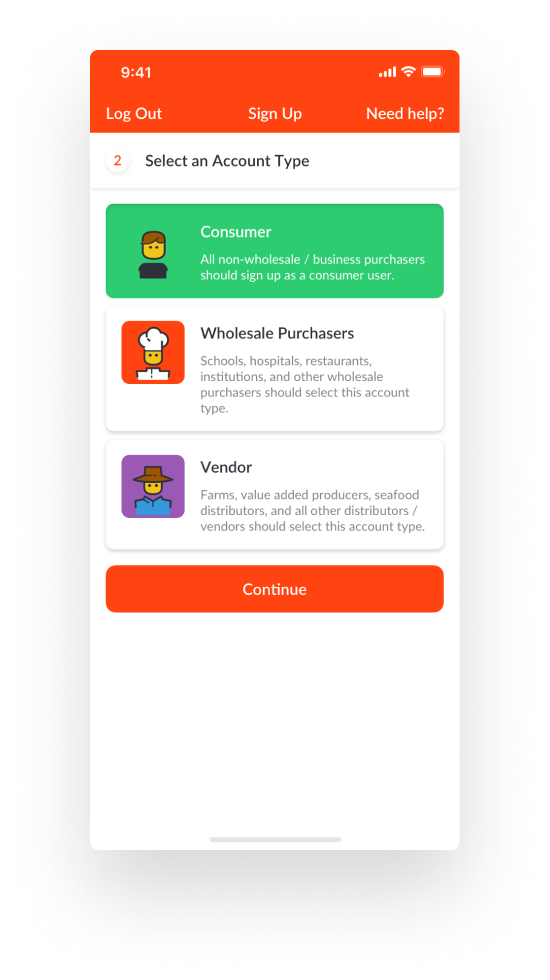 9:41
Log Out Sign Up Need help?
2 Select an Account Type
Consumer
All non-wholesale / business purchasers
should sign up as a consumer user.
Wholesale Purchasers
Schools, hospitals, restaurants,
institutions, and other wholesale
purchasers should select this account
type.
Vendor
Farms, value added producers, seafood
distributors, and all other distributors /
vendors should select this account type.
Continue